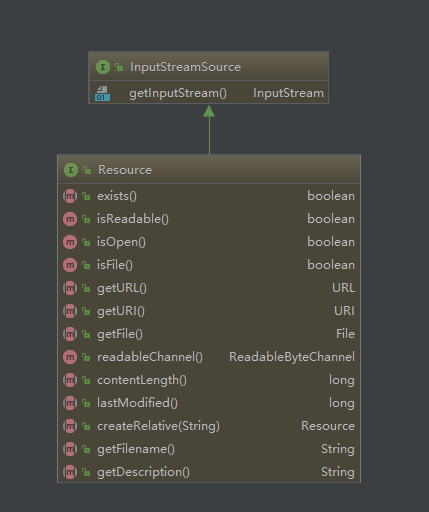 InputStreamSource
getInputStream() InputStream
Resource
exists() boolean
isReadable() boolean
isOpen() boolean
isFile() boolean
getURL() URL
getURI() URI
getFile() File
readableChannel() ReadableByteChannel
contentLength() long
lastModified() long
createRelative(String) Resource
getFilename() String
getDescription() String